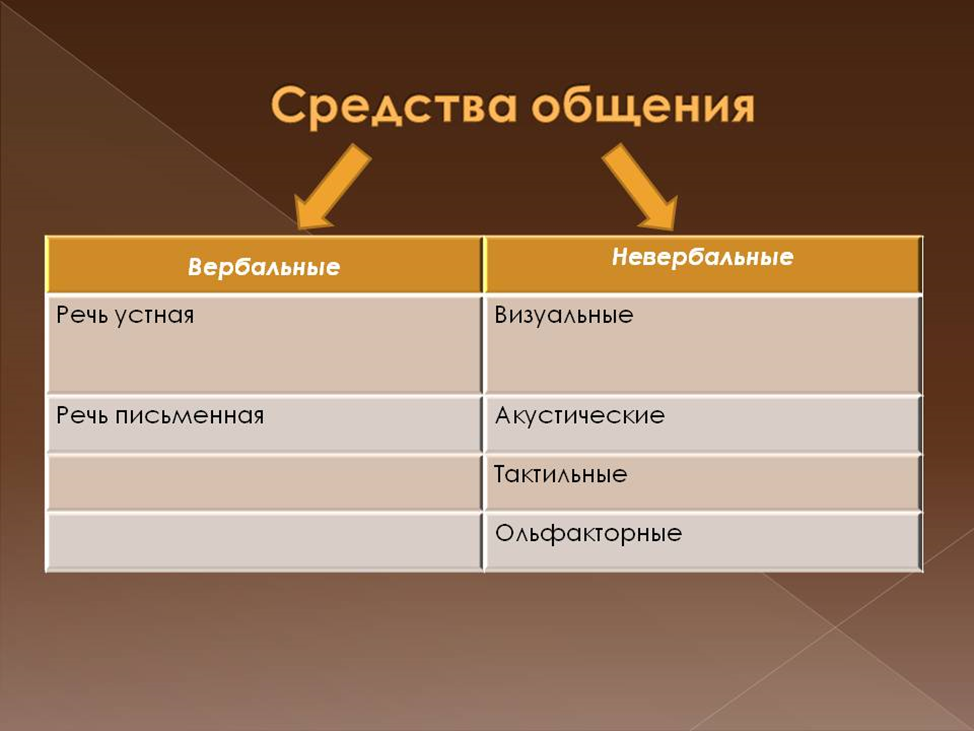 Средства общения
Вербальные
Невербальные
Речь устная
Визуальные
Речь письменная
Акустические
Тактильные
Ольфакторные